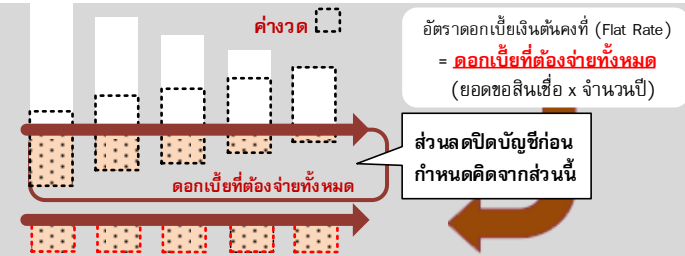 ค่างวด
อัตราดอกเบี้ยเงินต้นคงที่ (Flat Rate)
= ดอกเบี้ยที่ต้องจ่ายทั้งหมด
(ยอดขอสินเชื่อ x จำนวนปี)
ส่วนลดปิดบัญชีก่อน
กำหนดคิดจากส่วนนี้
ดอกเบี้ยที่ต้องจ่ายทั้งหมด